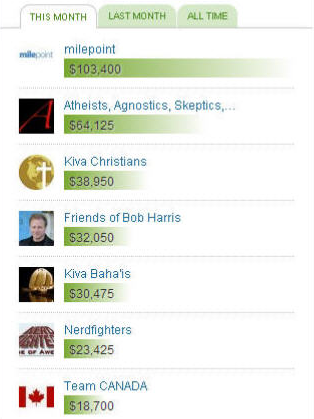 THIS MONTH
LAST MONTH
ALL TIME
milepoint
milepoint
$103,400
Atheists, Agnostics, Skeptics,...
$64,125
Kiva Christians
$38,950
Friends of Bob Harris
$32,050
Kiva Baha'is
$30,475
Nerdfighters
$23,425
Team CANADA
$18,700